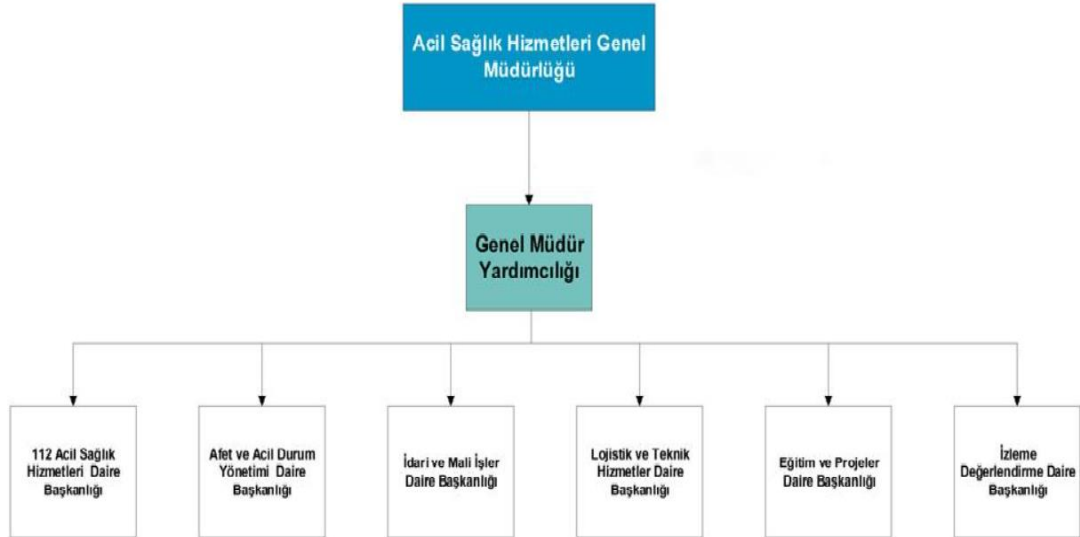 Acil Sağlık Hizmetleri Genel
Müdürlüğü
Genel Müdür
Yardımcılığı
112 Acil Sağlık
Hizmetleri Daire
Başkanlığı
Afet ve Acil Durum
Yönetimi Daire
Başkanlığı
İdari ve Mali İşler
Daire Başkanlığı
Lojistik ve Teknik
Hizmetler Daire
Başkanlığı
Eğitim ve Projeler
Daire Başkanlığı
İzleme
Değerlendirme Daire
Başkanlığı